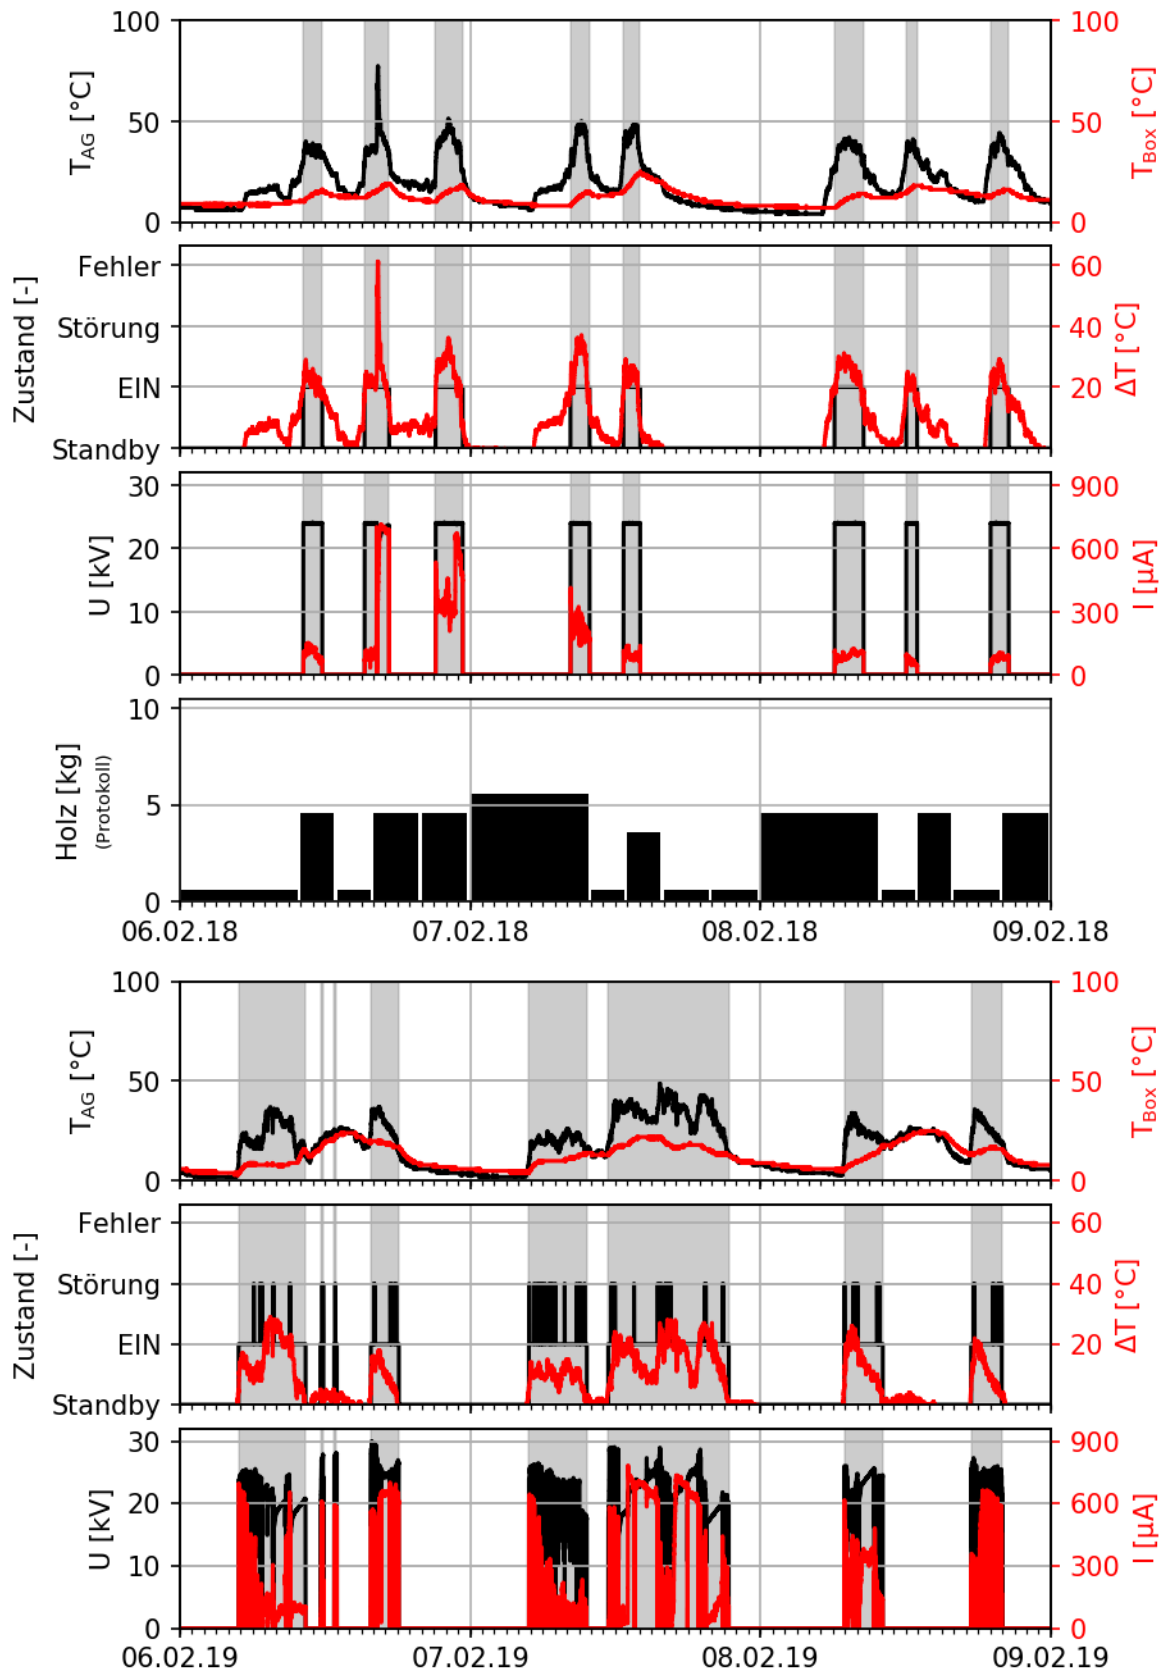 100
50
0
T_AG [°C]
100
50
0
T_Box [°C]
Fehler
Störung
EIN
Standby
Zustand [-]
60
40
20
ΔT [°C]
30
20
10
0
U [kV]
900
600
300
0
I [μA]
10
5
0
Holz [kg]
(Protokoll)
06.02.18 07.02.18 08.02.18 09.02.18
100
50
0
T_AG [°C]
100
50
0
T_Box [°C]
Fehler
Störung
EIN
Standby
Zustand [-]
60
40
20
ΔT [°C]
30
20
10
0
U [kV]
900
600
300
0
I [μA]
06.02.19 07.02.19 08.02.19 09.02.19